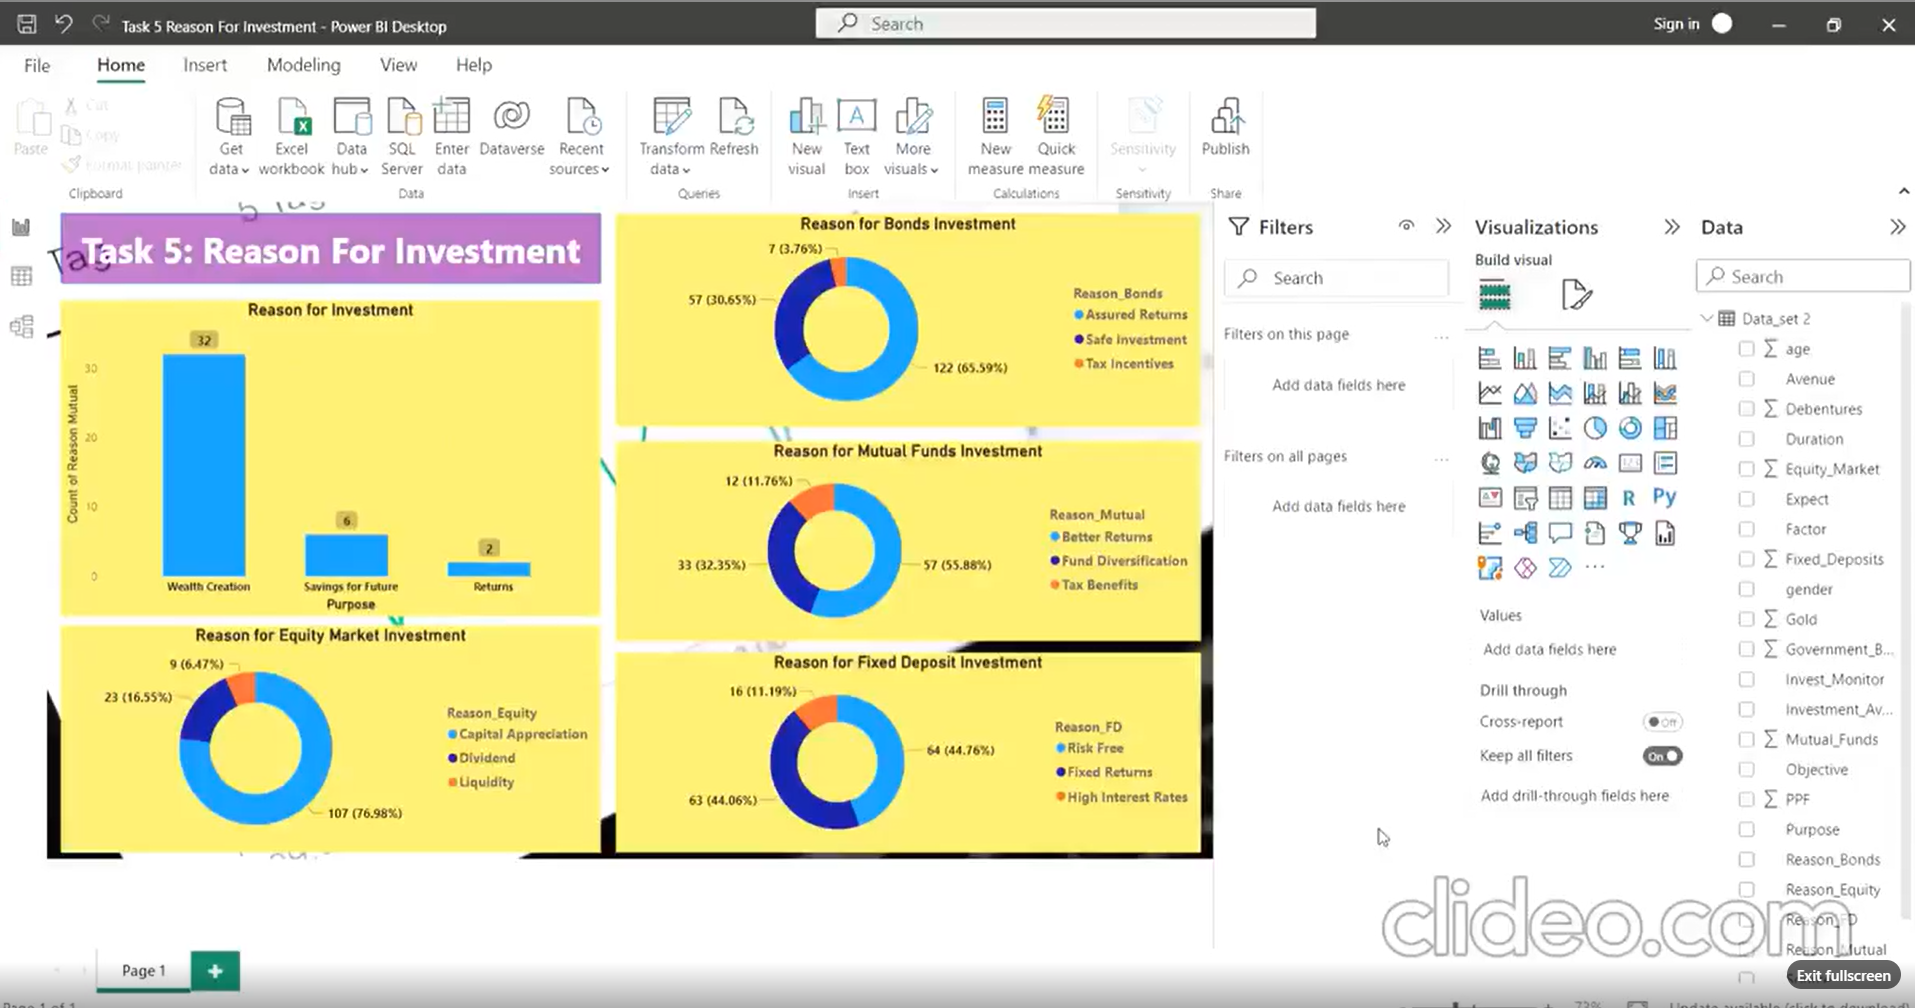 Task 5 Reason For Investment - Power BI Desktop
Search
Sign in
File
Home
Insert
Modeling
View
Help
Paste
Cut
Copy
Format painter
Clipboard
Get data
Excel workbook
Data hub
SQL Server
Enter data
Dataverse
Recent sources
Data
Transform data
Refresh
Queries
New visual
Text box
More visuals
Insert
New measure
Quick measure
Calculations
Sensitivity
Sensitivity
Publish
Share
Task 5: Reason For Investment
Reason for Investment
Count of Reason Mutual
30
20
10
0
32
6
2
Wealth Creation
Savings for Future
Returns
Purpose
Reason for Equity Market Investment
9 (6.47%)
23 (16.55%)
107 (76.98%)
Reason_Equity
Capital Appreciation
Dividend
Liquidity
Reason for Bonds Investment
7 (3.76%)
57 (30.65%)
122 (65.59%)
Reason_Bonds
Assured Returns
Safe Investment
Tax Incentives
Reason for Mutual Funds Investment
12 (11.76%)
33 (32.35%)
57 (55.88%)
Reason_Mutual
Better Returns
Fund Diversification
Tax Benefits
Reason for Fixed Deposit Investment
16 (11.19%)
64 (44.76%)
63 (44.06%)
Reason_FD
Risk Free
Fixed Returns
High Interest Rates
Filters
Search
Filters on this page
Add data fields here
Filters on all pages
Add data fields here
Visualizations
Build visual
R
Py
Values
Add data fields here
Drill through
Cross-report
Off
Keep all filters
On
Add drill-through fields here
Data
Search
Data_set 2
age
Avenue
Debentures
Duration
Equity_Market
Expect
Factor
Fixed_Deposits
gender
Gold
Government_B...
Invest_Monitor
Investment_Av...
Mutual_Funds
Objective
PPF
Purpose
Reason_Bonds
Reason_Equity
Reason_FD
Reason_Mutual
clideo.com
Exit fullscreen
Page 1
Page 1 of 1
73%
Update available (click to download)